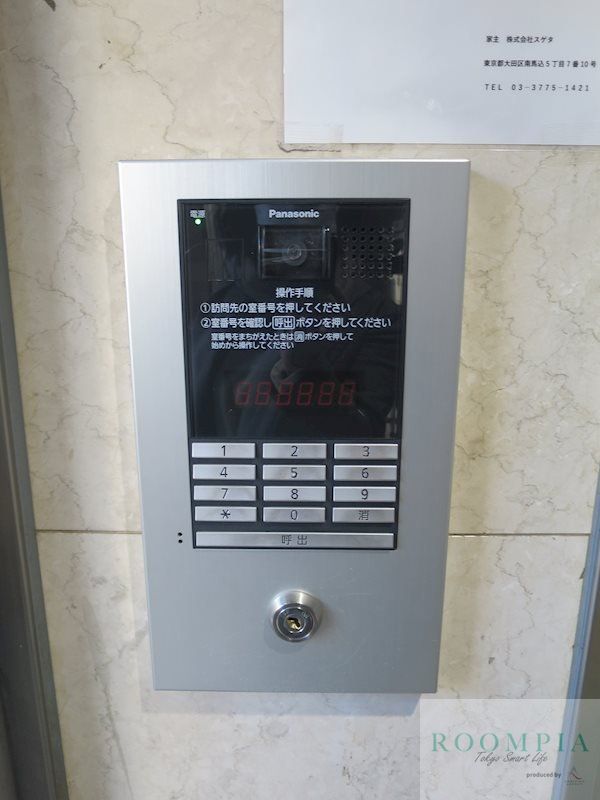 家主 株式会社スゲタ
東京都大田区南馬込5丁目7番10号
TEL 03-3775-1421
電源
Panasonic
操作手順
①訪問先の室番号を押してください
②室番号を確認し呼出ボタンを押してください
室番号をまちがえたときは消ボタンを押して
始めから操作してください
1 2 3
4 5 6
7 8 9
* 0 消
呼出
ROOMPIA
Tokyo Smart Life
produced by